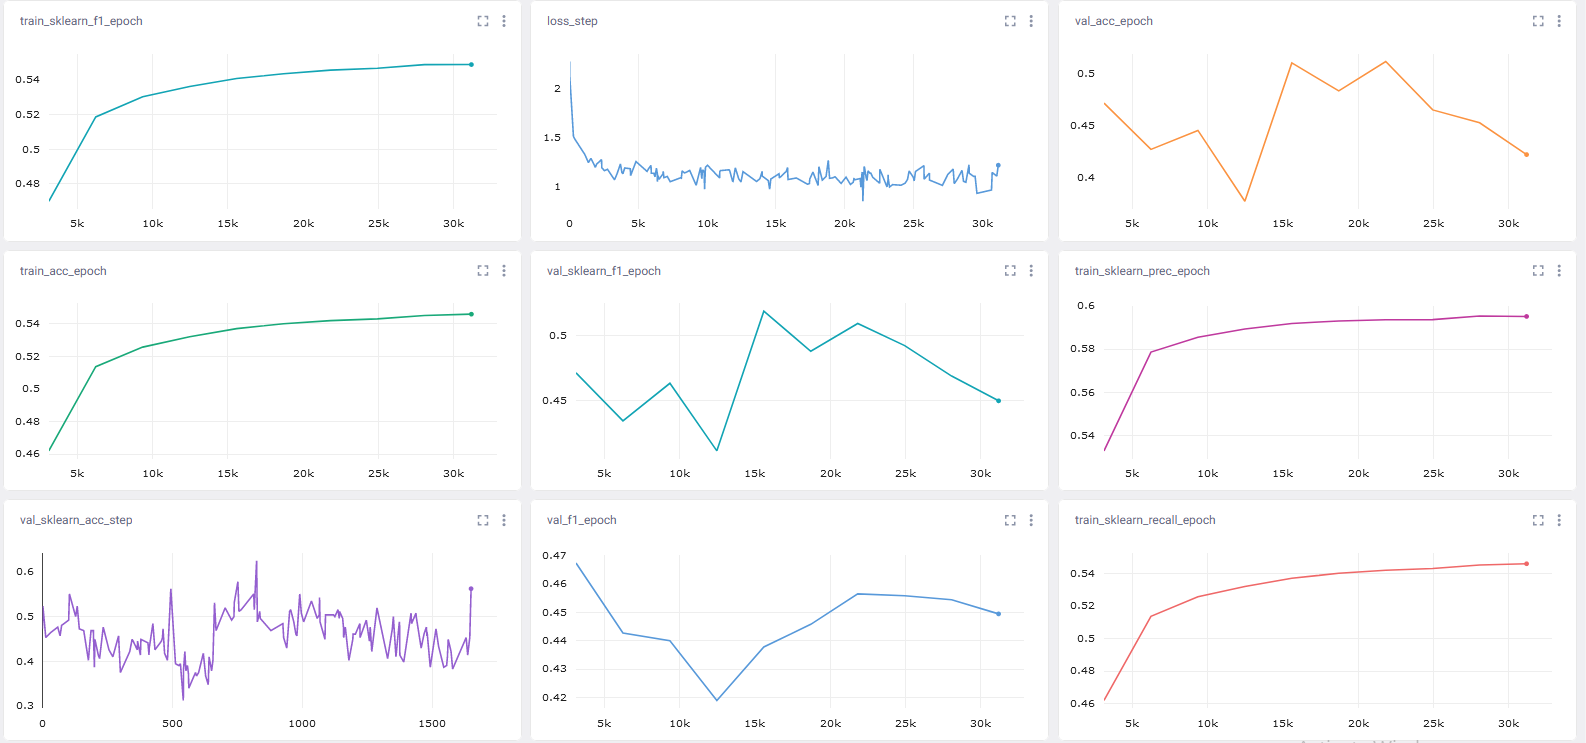 train_sklearn_f1_epoch
0.54
0.52
0.5
0.48
5k 10k 15k 20k 25k 30k
loss_step
2
1.5
1
0 5k 10k 15k 20k 25k 30k
val_acc_epoch
0.5
0.45
0.4
5k 10k 15k 20k 25k 30k
train_acc_epoch
0.54
0.52
0.5
0.48
0.46
5k 10k 15k 20k 25k 30k
val_sklearn_f1_epoch
0.5
0.45
5k 10k 15k 20k 25k 30k
train_sklearn_prec_epoch
0.6
0.58
0.56
0.54
5k 10k 15k 20k 25k 30k
val_sklearn_acc_step
0.6
0.5
0.4
0.3
0 500 1000 1500
val_f1_epoch
0.47
0.46
0.45
0.44
0.43
0.42
5k 10k 15k 20k 25k 30k
train_sklearn_recall_epoch
0.54
0.52
0.5
0.48
0.46
5k 10k 15k 20k 25k 30k